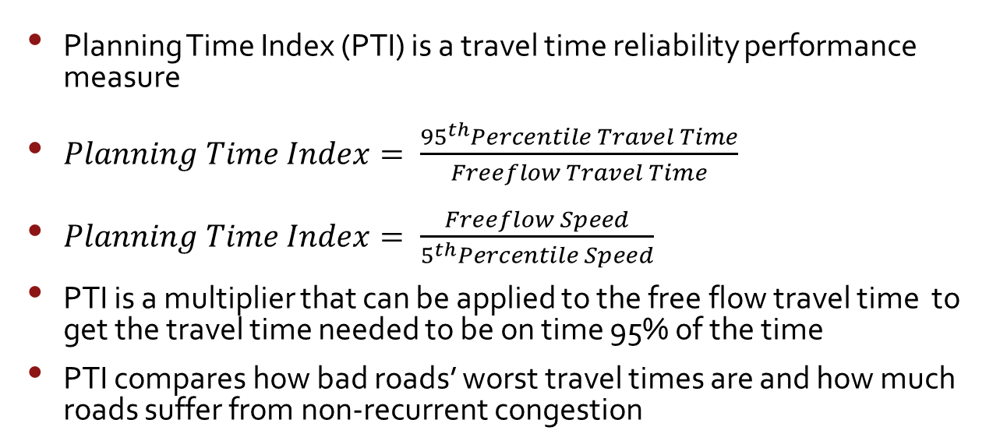 • Planning Time Index (PTI) is a travel time reliability performance
measure
• Planning Time Index = 95^th Percentile Travel Time / Freeflow Travel Time
• Planning Time Index = Freeflow Speed / 5^th Percentile Speed
• PTI is a multiplier that can be applied to the free flow travel time to
get the travel time needed to be on time 95% of the time
• PTI compares how bad roads’ worst travel times are and how much
roads suffer from non-recurrent congestion